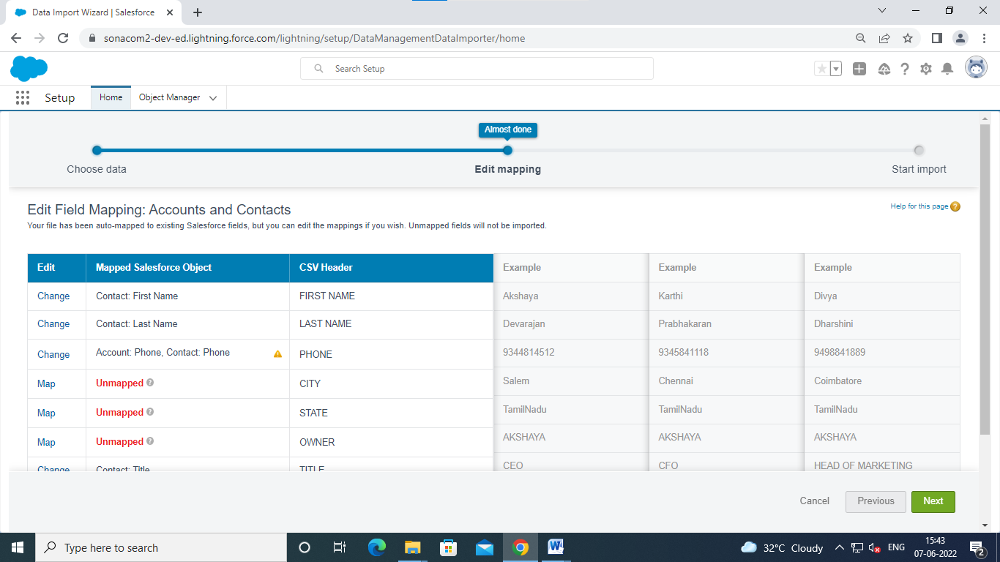 Data Import Wizard | Salesforce
sonacom2-dev-ed.lightning.force.com/lightning/setup/DataManagementDataImporter/home
Search Setup
Setup
Home
Object Manager
Almost done
Choose data
Edit mapping
Start import
Edit Field Mapping: Accounts and Contacts
Help for this page ?
Your file has been auto-mapped to existing Salesforce fields, but you can edit the mappings if you wish. Unmapped fields will not be imported.
Edit Mapped Salesforce Object CSV Header Example Example Example
Change Contact: First Name FIRST NAME Akshaya Karthi Divya
Change Contact: Last Name LAST NAME Devarajan Prabhakaran Dharshini
Change Account: Phone, Contact: Phone PHONE 9344814512 9345841118 9498841889
Map Unmapped ? CITY Salem Chennai Coimbatore
Map Unmapped ? STATE TamilNadu TamilNadu TamilNadu
Map Unmapped ? OWNER AKSHAYA AKSHAYA AKSHAYA
Change Contact: Title TITLE CEO CFO HEAD OF MARKETING
Cancel
Previous
Next
Type here to search
32°C Cloudy
ENG
15:43
07-06-2022
2